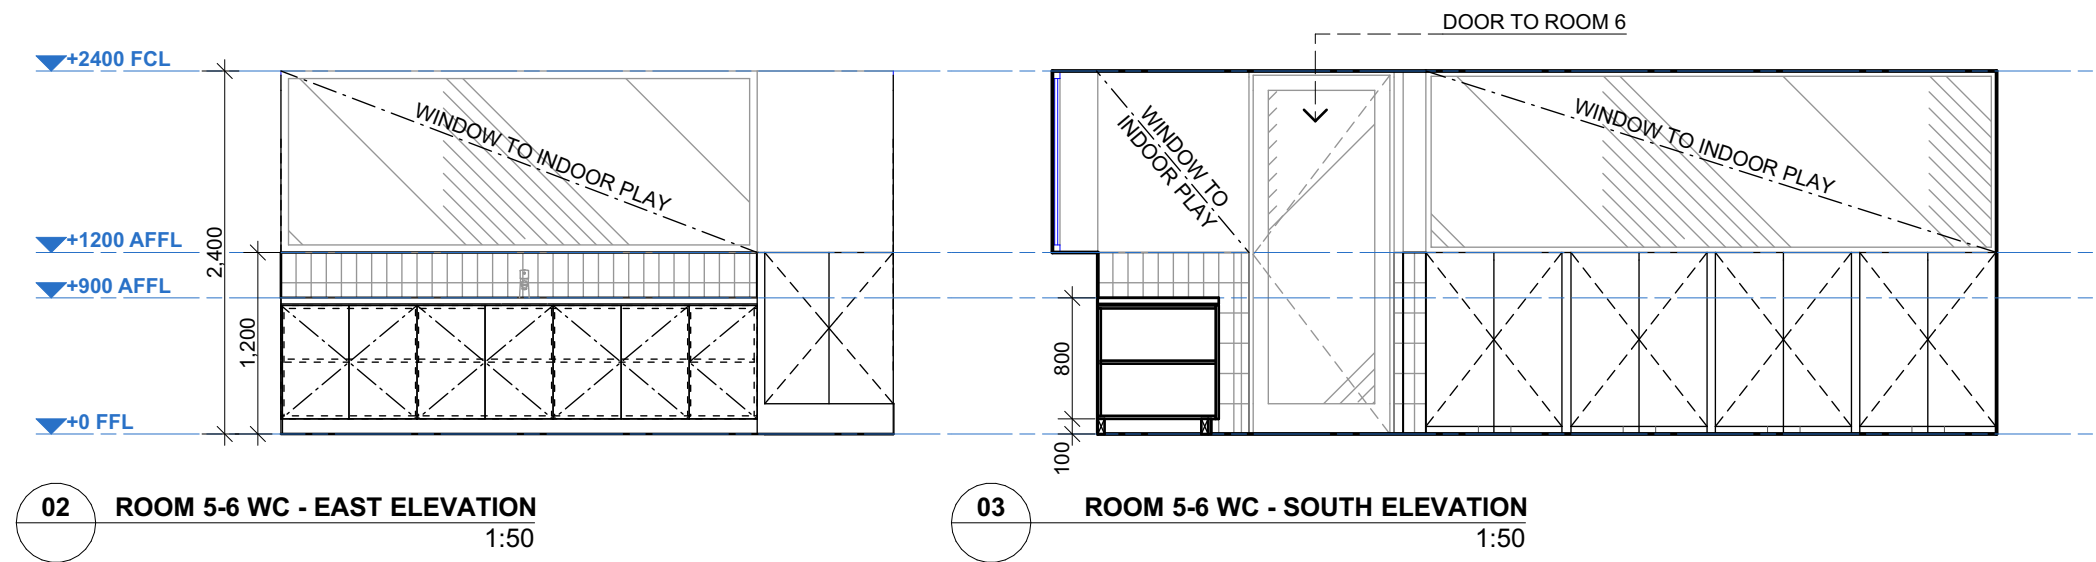 DOOR TO ROOM 6
+2400 FCL
WINDOW TO INDOOR PLAY
WINDOW TO
INDOOR PLAY
WINDOW TO INDOOR PLAY
+1200 AFFL
2,400
+900 AFFL
1,200
800
+0 FFL
100
02 ROOM 5-6 WC - EAST ELEVATION
1:50
03 ROOM 5-6 WC - SOUTH ELEVATION
1:50